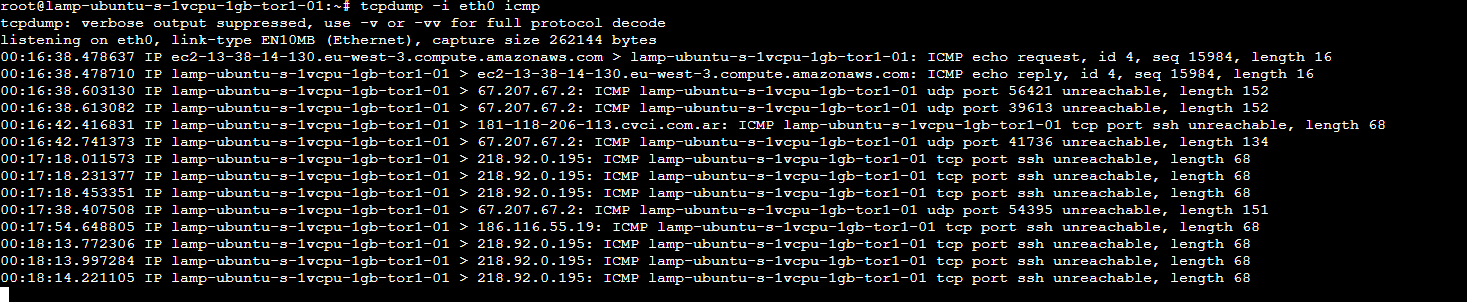 root@lamp-ubuntu-s-1vcpu-1gb-tor1-01:~# tcpdump -i eth0 icmp
tcpdump: verbose output suppressed, use -v or -vv for full protocol decode
listening on eth0, link-type EN10MB (Ethernet), capture size 262144 bytes
00:16:38.478637 IP ec2-13-38-14-130.eu-west-3.compute.amazonaws.com > lamp-ubuntu-s-1vcpu-1gb-tor1-01: ICMP echo request, id 4, seq 15984, length 16
00:16:38.478710 IP lamp-ubuntu-s-1vcpu-1gb-tor1-01 > ec2-13-38-14-130.eu-west-3.compute.amazonaws.com: ICMP echo reply, id 4, seq 15984, length 16
00:16:38.603130 IP lamp-ubuntu-s-1vcpu-1gb-tor1-01 > 67.207.67.2: ICMP lamp-ubuntu-s-1vcpu-1gb-tor1-01 udp port 56421 unreachable, length 152
00:16:38.613082 IP lamp-ubuntu-s-1vcpu-1gb-tor1-01 > 67.207.67.2: ICMP lamp-ubuntu-s-1vcpu-1gb-tor1-01 udp port 39613 unreachable, length 152
00:16:42.416831 IP lamp-ubuntu-s-1vcpu-1gb-tor1-01 > 181-118-206-113.cvci.com.ar: ICMP lamp-ubuntu-s-1vcpu-1gb-tor1-01 tcp port ssh unreachable, length 68
00:16:42.741373 IP lamp-ubuntu-s-1vcpu-1gb-tor1-01 > 67.207.67.2: ICMP lamp-ubuntu-s-1vcpu-1gb-tor1-01 udp port 41736 unreachable, length 134
00:17:18.011573 IP lamp-ubuntu-s-1vcpu-1gb-tor1-01 > 218.92.0.195: ICMP lamp-ubuntu-s-1vcpu-1gb-tor1-01 tcp port ssh unreachable, length 68
00:17:18.231377 IP lamp-ubuntu-s-1vcpu-1gb-tor1-01 > 218.92.0.195: ICMP lamp-ubuntu-s-1vcpu-1gb-tor1-01 tcp port ssh unreachable, length 68
00:17:18.453351 IP lamp-ubuntu-s-1vcpu-1gb-tor1-01 > 218.92.0.195: ICMP lamp-ubuntu-s-1vcpu-1gb-tor1-01 tcp port ssh unreachable, length 68
00:17:38.407508 IP lamp-ubuntu-s-1vcpu-1gb-tor1-01 > 67.207.67.2: ICMP lamp-ubuntu-s-1vcpu-1gb-tor1-01 udp port 54395 unreachable, length 151
00:17:54.648805 IP lamp-ubuntu-s-1vcpu-1gb-tor1-01 > 186.116.55.19: ICMP lamp-ubuntu-s-1vcpu-1gb-tor1-01 tcp port ssh unreachable, length 68
00:18:13.772306 IP lamp-ubuntu-s-1vcpu-1gb-tor1-01 > 218.92.0.195: ICMP lamp-ubuntu-s-1vcpu-1gb-tor1-01 tcp port ssh unreachable, length 68
00:18:13.997284 IP lamp-ubuntu-s-1vcpu-1gb-tor1-01 > 218.92.0.195: ICMP lamp-ubuntu-s-1vcpu-1gb-tor1-01 tcp port ssh unreachable, length 68
00:18:14.221105 IP lamp-ubuntu-s-1vcpu-1gb-tor1-01 > 218.92.0.195: ICMP lamp-ubuntu-s-1vcpu-1gb-tor1-01 tcp port ssh unreachable, length 68